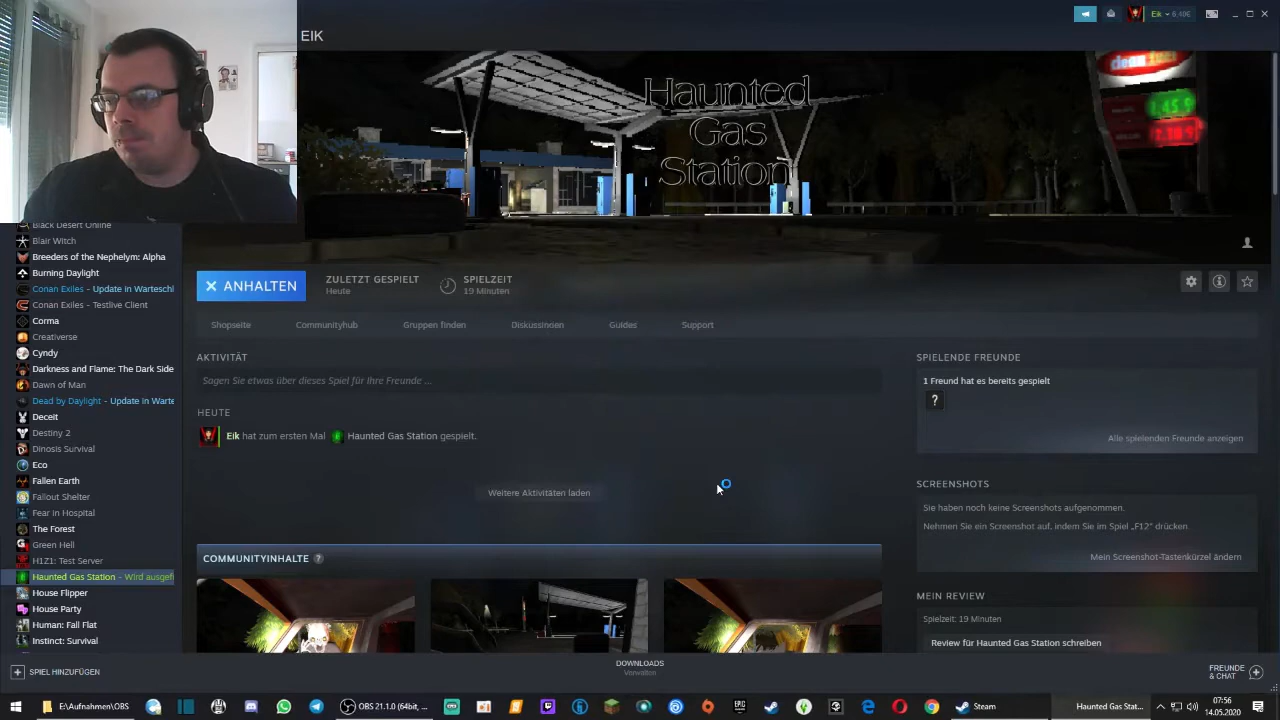 Eik
6,48€
EIK
Haunted
Gas
Station
Black Desert Online
Blair Witch
Breeders of the Nephelym: Alpha
Burning Daylight
Conan Exiles - Update in Warteschl
Conan Exiles - Testlive Client
Corma
Creativerse
Cyndy
Darkness and Flame: The Dark Side
Dawn of Man
Dead by Daylight - Update in Warte
Deceit
Destiny 2
Dinosis Survival
Eco
Fallen Earth
Fallout Shelter
Fear in Hospital
The Forest
Green Hell
H1Z1: Test Server
Haunted Gas Station - Wird ausgef
House Flipper
House Party
Human: Fall Flat
Instinct: Survival
ANHALTEN
ZULETZT GESPIELT
Heute
SPIELZEIT
19 Minuten
Shopseite
Communityhub
Gruppen finden
Diskussionen
Guides
Support
AKTIVITÄT
Sagen Sie etwas über dieses Spiel für Ihre Freunde ...
HEUTE
Eik hat zum ersten Mal Haunted Gas Station gespielt.
Weitere Aktivitäten laden
COMMUNITYINHALTE ?
SPIELENDE FREUNDE
1 Freund hat es bereits gespielt
?
Alle spielenden Freunde anzeigen
SCREENSHOTS
Sie haben noch keine Screenshots aufgenommen.
Nehmen Sie ein Screenshot auf, indem Sie im Spiel „F12" drücken.
Mein Screenshot-Tastenkürzel ändern
MEIN REVIEW
Spielzeit: 19 Minuten
Review für Haunted Gas Station schreiben
SPIEL HINZUFÜGEN
DOWNLOADS
Verwalten
FREUNDE
& CHAT
E:\Aufnahmen\OBS
OBS 21.1.0 (64bit, ...
EPIC
Steam
Haunted Gas Stat...
07:56
14.05.2020